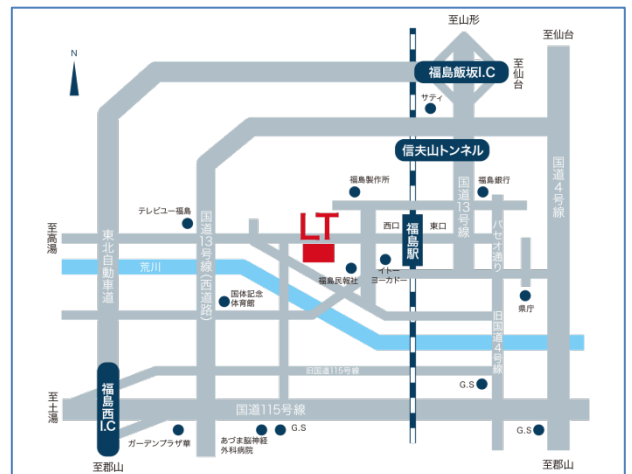 至山形
至仙台
N
福島飯坂I.C
至
仙
台
サティ
信夫山トンネル
国道4号線
福島製作所
福島銀行
国道13号線
テレビユー福島
LT
西口
東口
福島駅
パセオ通り
至
高
湯
東北自動車道
国道13号線(西道路)
荒川
福島民報社
イトー
ヨーカドー
国体記念
体育館
県庁
旧国道4号線
旧国道115号線
G.S
至
土
湯
福島西I.C
国道115号線
ガーデンプラザ華
あづま脳神経
外科病院
G.S
G.S
至郡山
至郡山